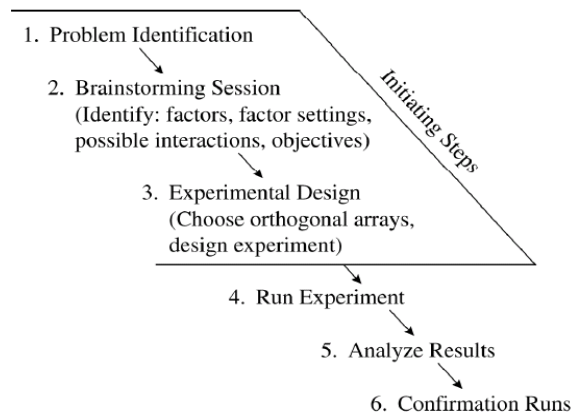 1. Problem Identification
2. Brainstorming Session
(Identify: factors, factor settings,
possible interactions, objectives)
Initiating Steps
3. Experimental Design
(Choose orthogonal arrays,
design experiment)
4. Run Experiment
5. Analyze Results
6. Confirmation Runs